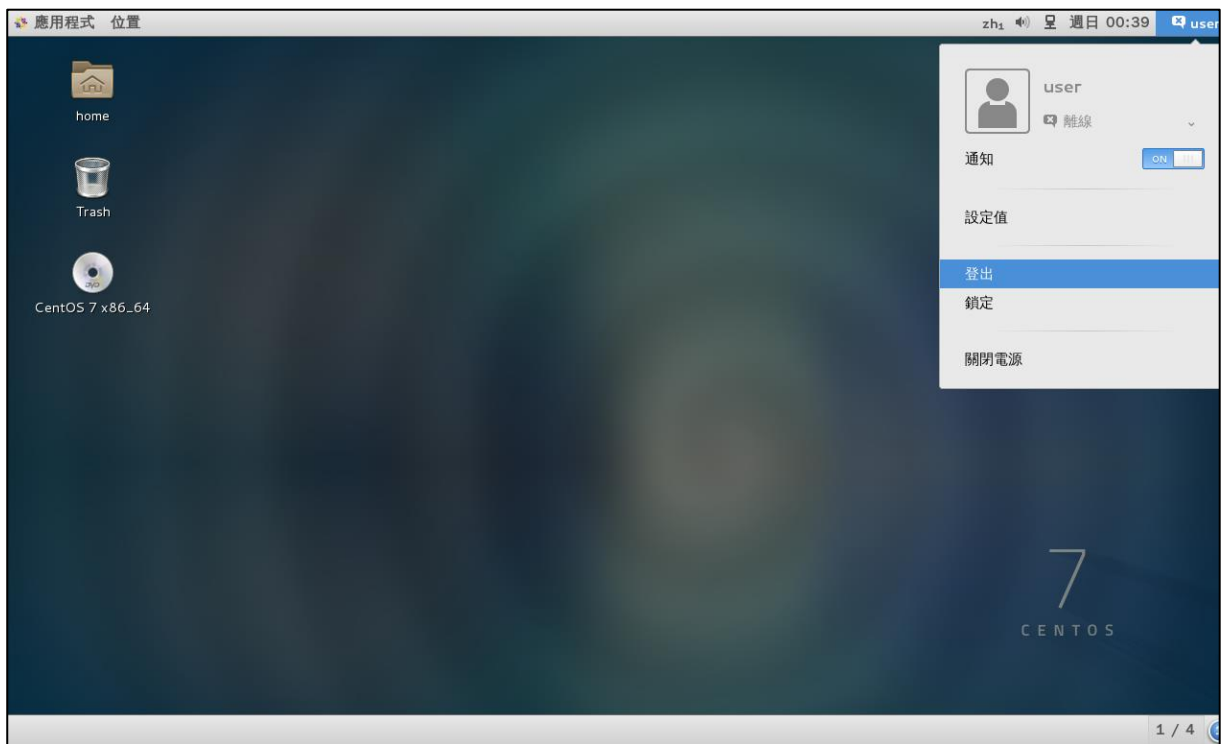 應用程式 位置 zh₁ 週日 00:39 user
home
Trash
CentOS 7 x86_64
user
離線
通知 ON
設定值
登出
鎖定
關閉電源
7
CENTOS
1 / 4